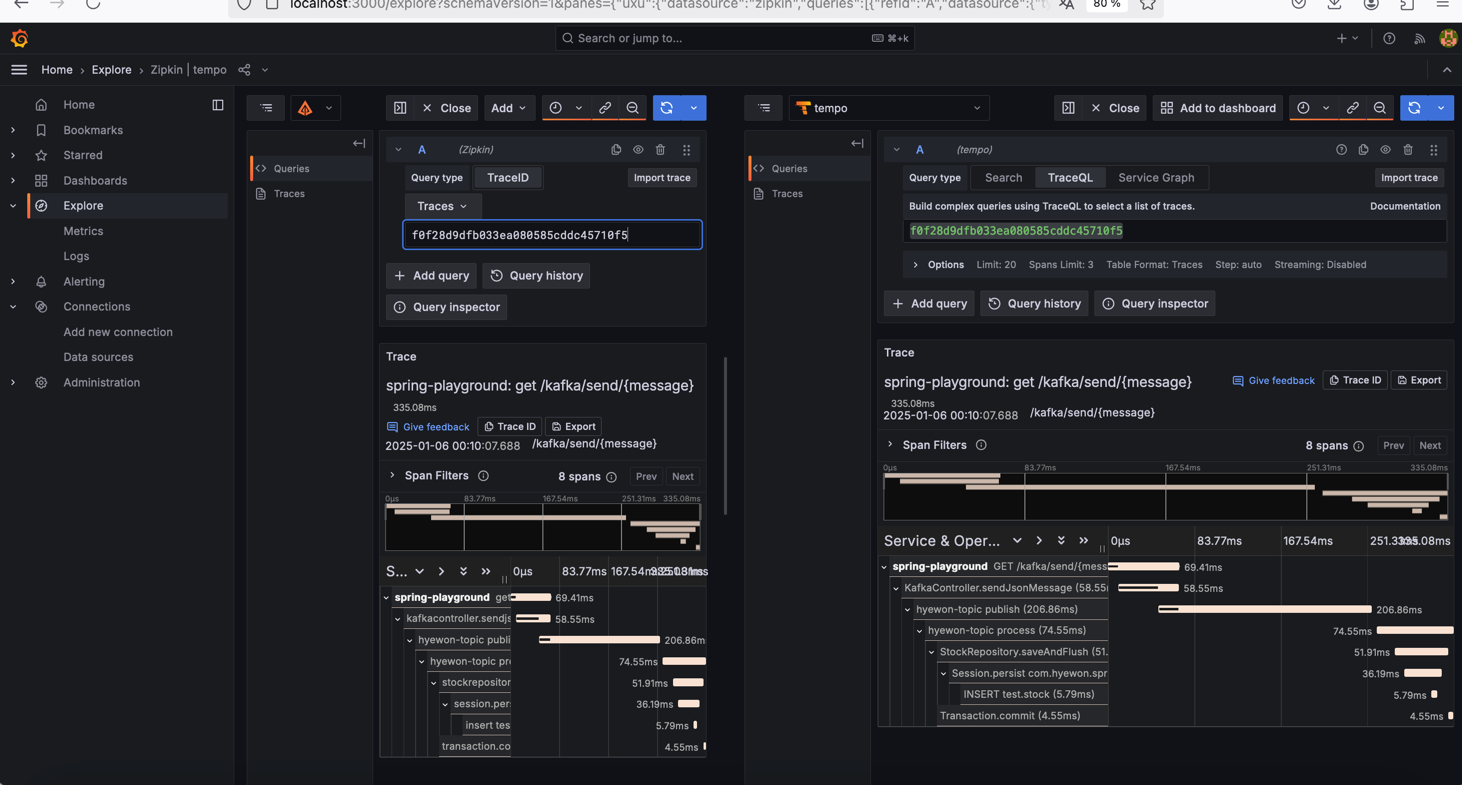 localhost:3000/explore?schemaVersion=1&panes={"uxu":{"datasource":"zipkin","queries":[{"refId":"A","datasource":{"ty
80 %
Search or jump to...
⌘+k
Home › Explore › Zipkin | tempo
Home
Bookmarks
Starred
Dashboards
Explore
Metrics
Logs
Alerting
Connections
Add new connection
Data sources
Administration
Close
Add
Queries
Traces
A
(Zipkin)
Query type
TraceID
Import trace
Traces
f0f28d9dfb033ea080585cddc45710f5
+ Add query
Query history
Query inspector
Trace
spring-playground: get /kafka/send/{message}
335.08ms
Give feedback
Trace ID
Export
2025-01-06 00:10:07.688
/kafka/send/{message}
Span Filters
8 spans
Prev
Next
0μs
83.77ms
167.54ms
251.31ms
335.08ms
S...
0μs
83.77ms
167.54ms
335.08ms
spring-playground get
69.41ms
kafkacontroller.sendjs
58.55ms
hyewon-topic publi
206.86m
hyewon-topic pro
74.55ms
stockrepositor
51.91ms
session.pers
36.19ms
insert tes
5.79ms
transaction.co
4.55ms
tempo
Close
Add to dashboard
Queries
Traces
A
(tempo)
Query type
Search
TraceQL
Service Graph
Import trace
Build complex queries using TraceQL to select a list of traces.
Documentation
f0f28d9dfb033ea080585cddc45710f5
Options Limit: 20 Spans Limit: 3 Table Format: Traces Step: auto Streaming: Disabled
+ Add query
Query history
Query inspector
Trace
spring-playground: get /kafka/send/{message}
Give feedback
Trace ID
Export
335.08ms
2025-01-06 00:10:07.688
/kafka/send/{message}
Span Filters
8 spans
Prev
Next
0μs
83.77ms
167.54ms
251.31ms
335.08ms
Service & Oper...
0μs
83.77ms
167.54ms
251.31ms
335.08ms
spring-playground GET /kafka/send/{mess
69.41ms
KafkaController.sendJsonMessage (58.55
58.55ms
hyewon-topic publish (206.86ms)
206.86ms
hyewon-topic process (74.55ms)
74.55ms
StockRepository.saveAndFlush (51.
51.91ms
Session.persist com.hyewon.spr
36.19ms
INSERT test.stock (5.79ms)
5.79ms
Transaction.commit (4.55ms)
4.55ms